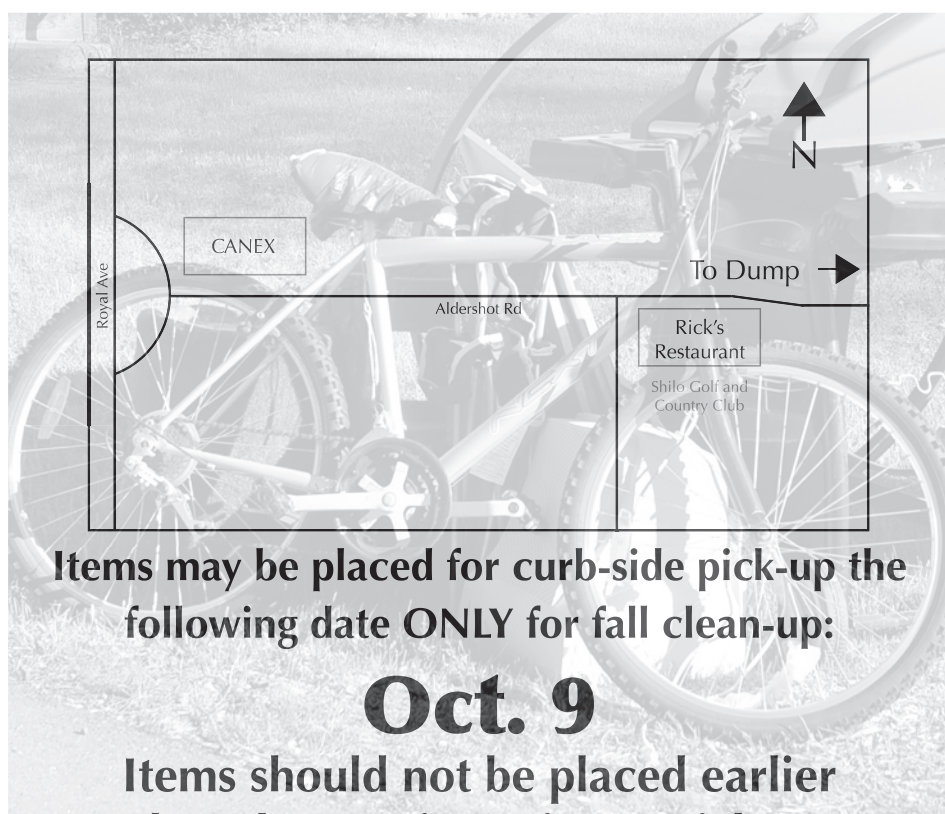 N
CANEX
To Dump
Royal Ave
Aldershot Rd
Rick's
Restaurant
Shilo Golf and
Country Club
Items may be placed for curb-side pick-up the
following date ONLY for fall clean-up:
Oct. 9
Items should not be placed earlier